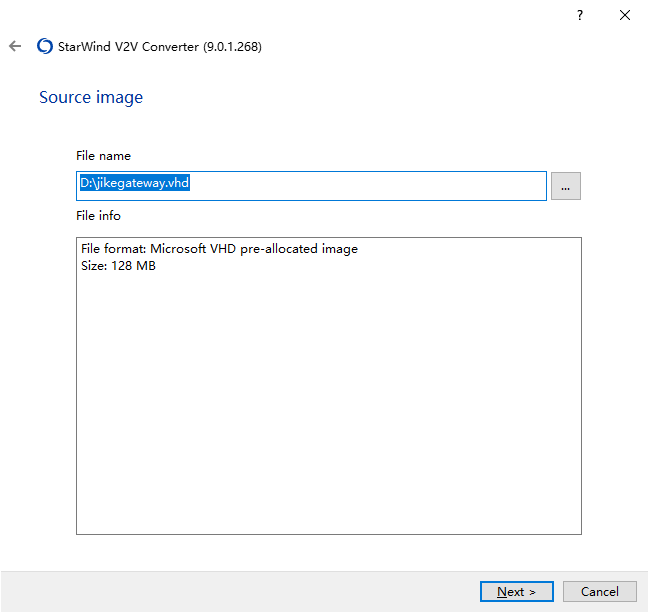 ?
StarWind V2V Converter (9.0.1.268)
Source image
File name
D:\jikegateway.vhd
...
File info
File format: Microsoft VHD pre-allocated image
Size: 128 MB
Next >
Cancel